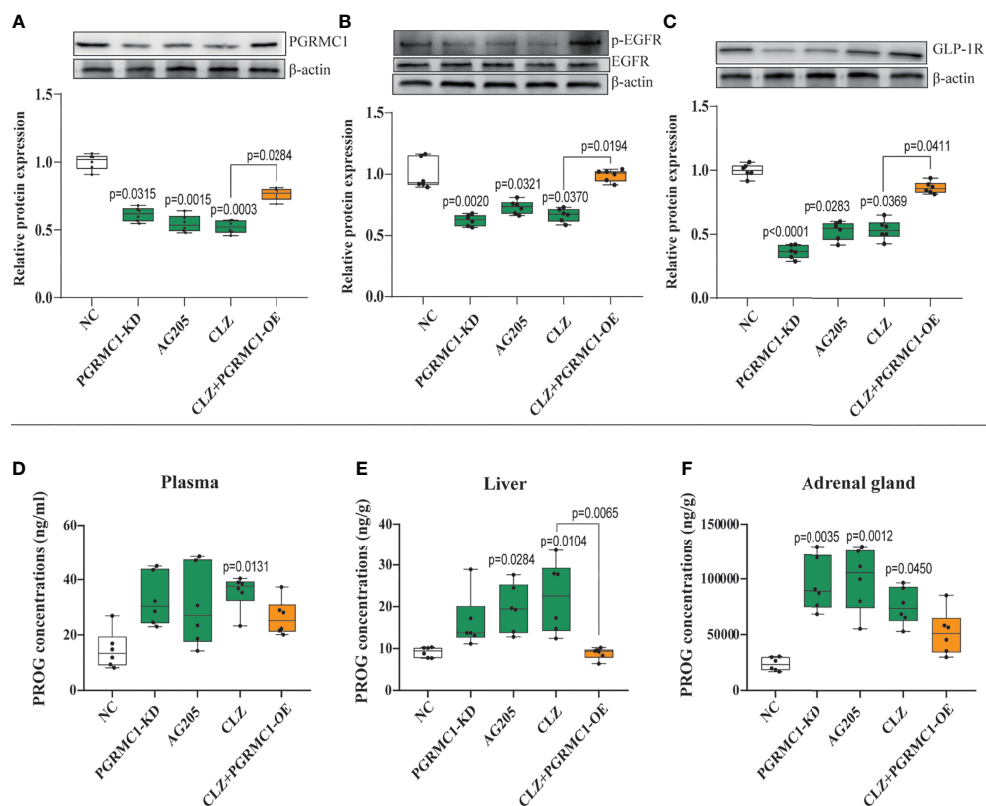 A
PGRMC1
β-actin
Relative protein expression
1.5
1.0
0.5
0.0
p=0.0315
p=0.0015
p=0.0003
p=0.0284
NC
PGRMC1-KD
AG205
CLZ
CLZ+PGRMC1-OE
B
p-EGFR
EGFR
β-actin
Relative protein expression
1.5
1.0
0.5
0.0
p=0.0020
p=0.0321
p=0.0370
p=0.0194
NC
PGRMC1-KD
AG205
CLZ
CLZ+PGRMC1-OE
C
GLP-1R
β-actin
Relative protein expression
1.5
1.0
0.5
0.0
p<0.0001
p=0.0283
p=0.0369
p=0.0411
NC
PGRMC1-KD
AG205
CLZ
CLZ+PGRMC1-OE
D
Plasma
PROG concentrations (ng/ml)
60
40
20
0
p=0.0131
NC
PGRMC1-KD
AG205
CLZ
CLZ+PGRMC1-OE
E
Liver
PROG concentrations (ng/g)
40
30
20
10
0
p=0.0284
p=0.0104
p=0.0065
NC
PGRMC1-KD
AG205
CLZ
CLZ+PGRMC1-OE
F
Adrenal gland
PROG concentrations (ng/g)
150000
100000
50000
0
p=0.0035
p=0.0012
p=0.0450
NC
PGRMC1-KD
AG205
CLZ
CLZ+PGRMC1-OE